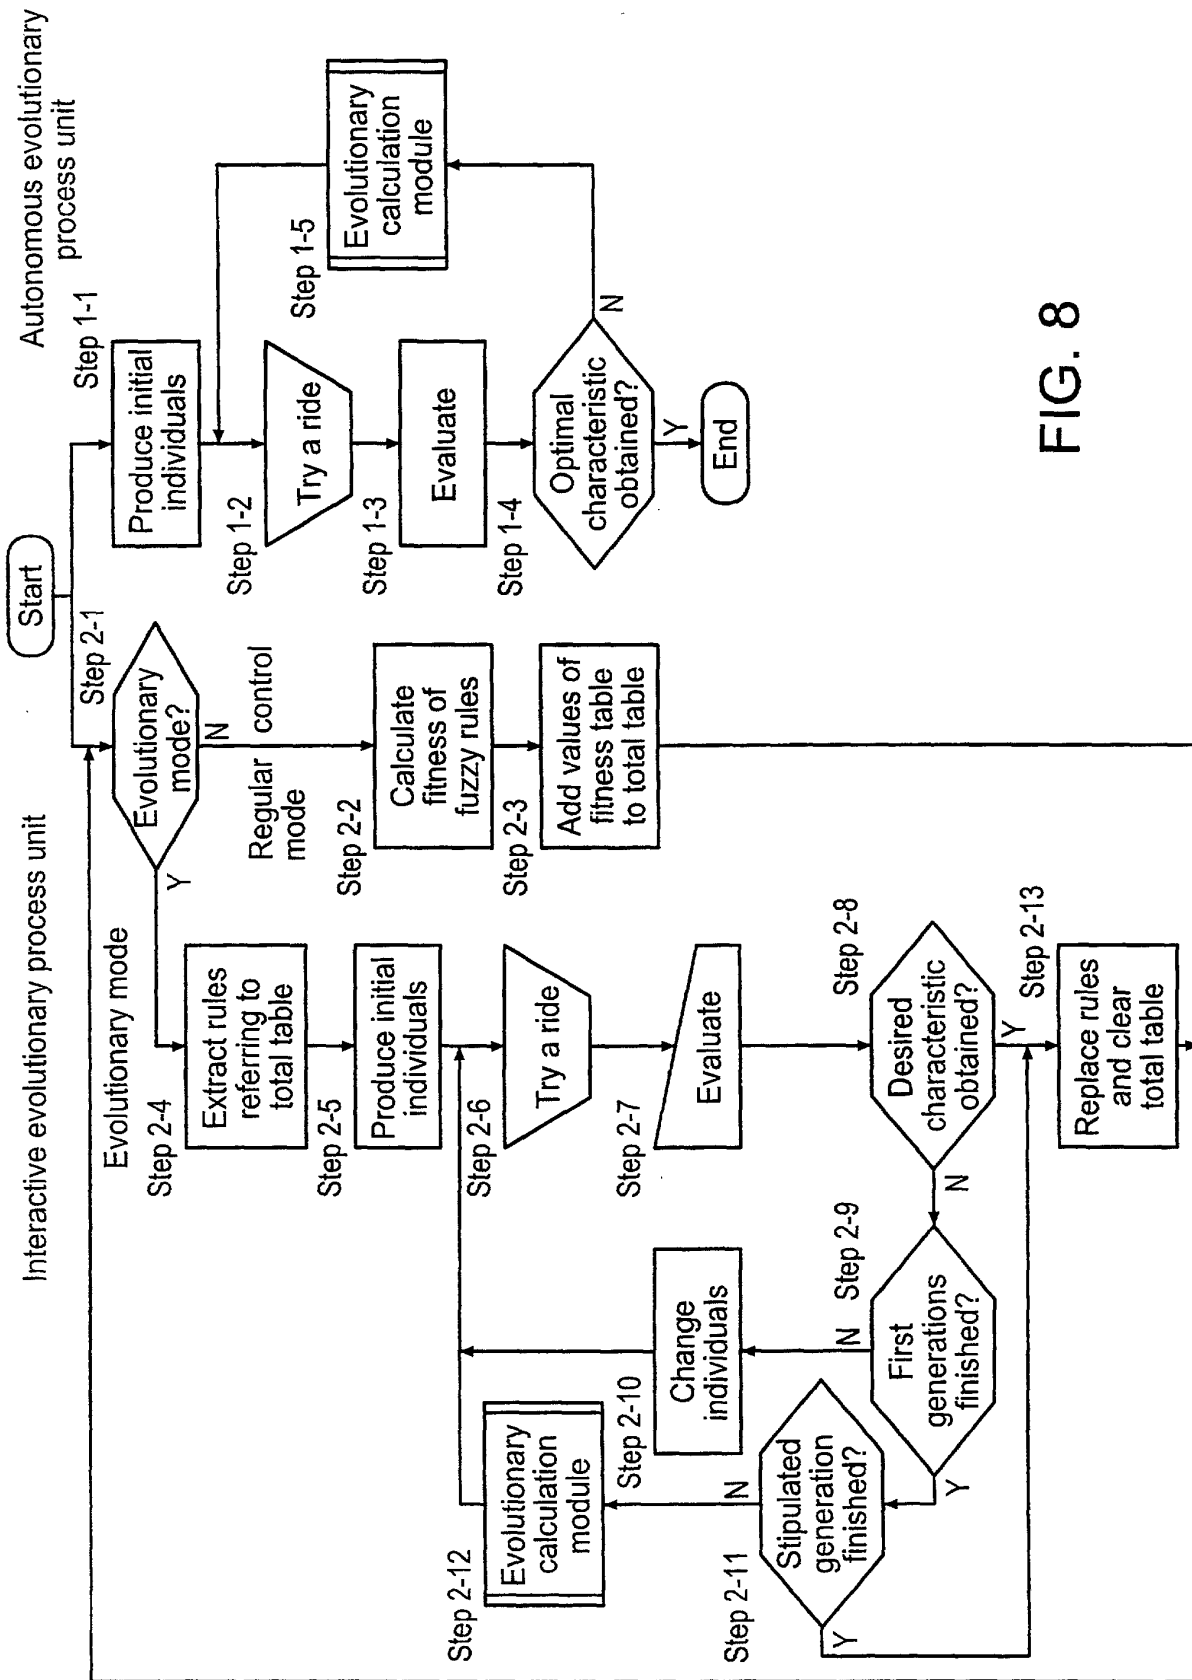 Interactive evolutionary process unit
Autonomous evolutionary
process unit
Start
Step 2-1
Evolutionary
mode?
Y
N
Evolutionary mode
Regular control
mode
Step 2-2
Calculate
fitness of
fuzzy rules
Step 2-3
Add values of
fitness table
to total table
Step 2-4
Extract rules
referring to
total table
Step 2-5
Produce initial
individuals
Step 2-6
Try a ride
Step 2-7
Evaluate
Step 2-8
Desired
characteristic
obtained?
N
Y
Step 2-9
First
generations
finished?
N
Y
Step 2-10
Change
individuals
Step 2-11
Stipulated
generation
finished?
N
Y
Step 2-12
Evolutionary
calculation
module
Step 2-13
Replace rules
and clear
total table
Step 1-1
Produce initial
individuals
Step 1-2
Try a ride
Step 1-3
Evaluate
Step 1-4
Optimal
characteristic
obtained?
N
Y
Step 1-5
Evolutionary
calculation
module
End
FIG. 8